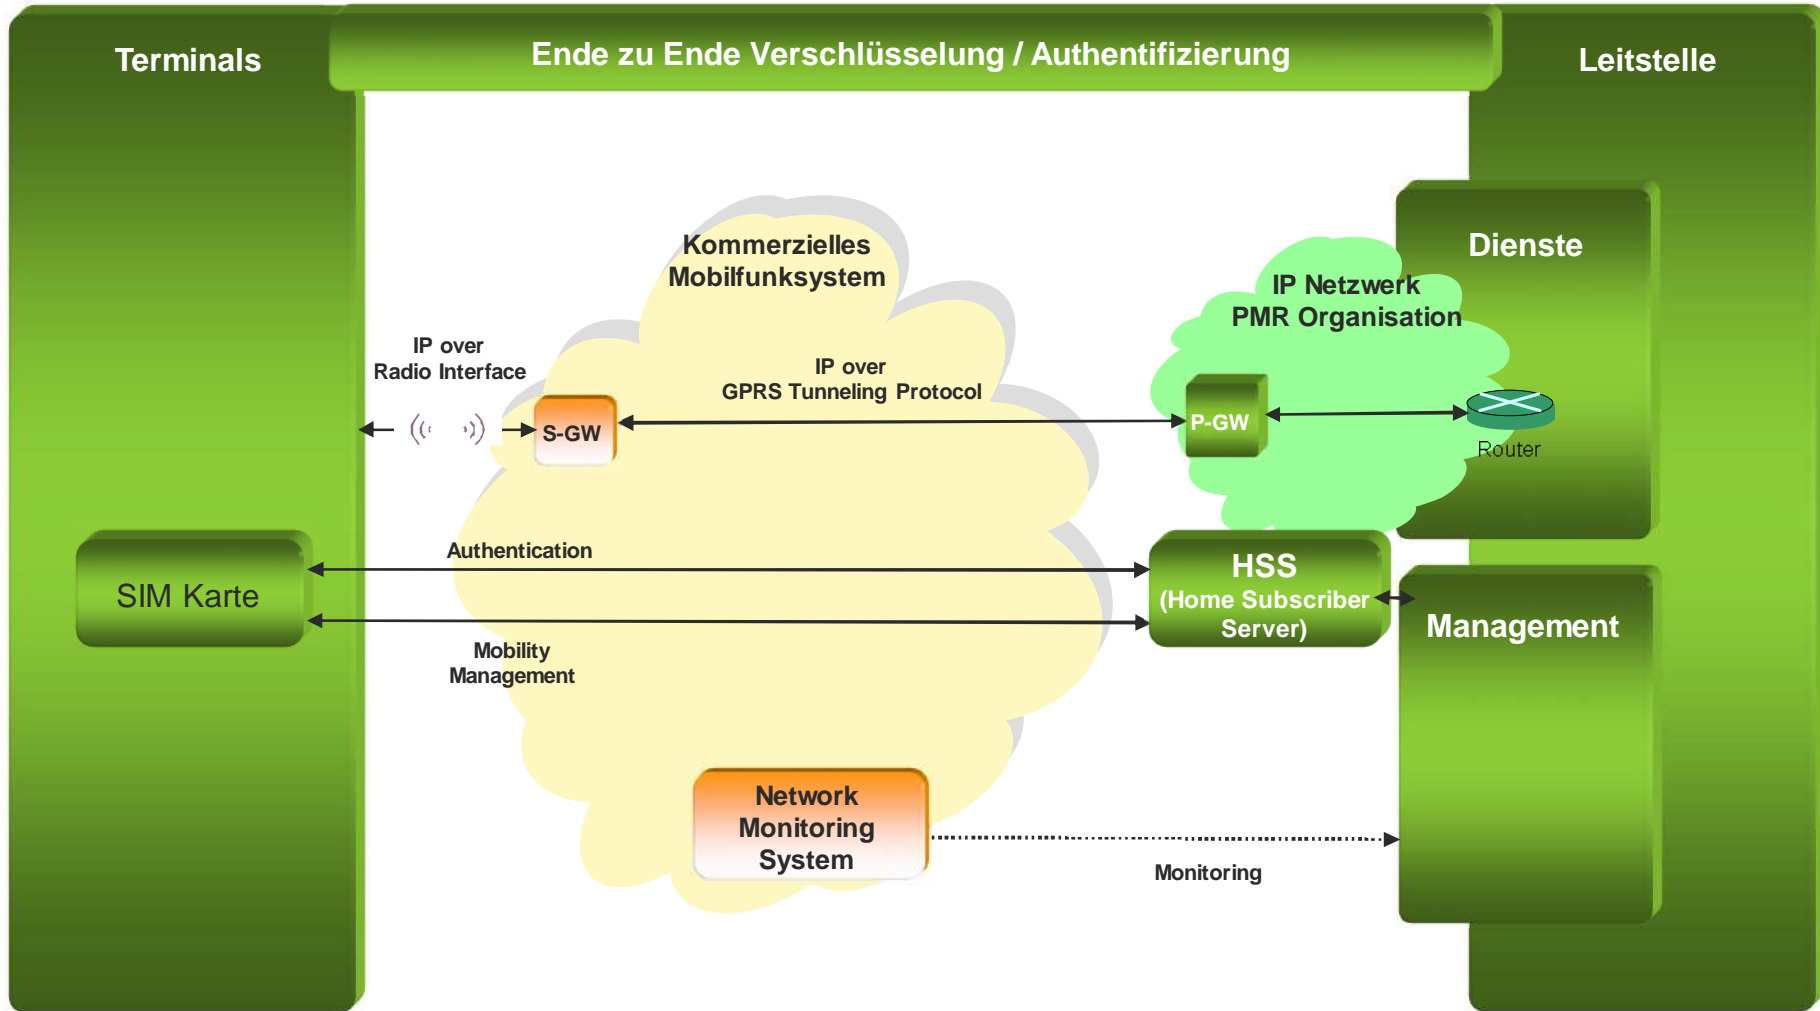 Terminals
Ende zu Ende Verschlüsselung / Authentifizierung
Leitstelle
Kommerzielles
Mobilfunksystem
Dienste
IP Netzwerk
PMR Organisation
IP over
Radio Interface
IP over
GPRS Tunneling Protocol
S-GW
P-GW
Router
Authentication
SIM Karte
HSS
(Home Subscriber
Server)
Management
Mobility
Management
Network
Monitoring
System
Monitoring